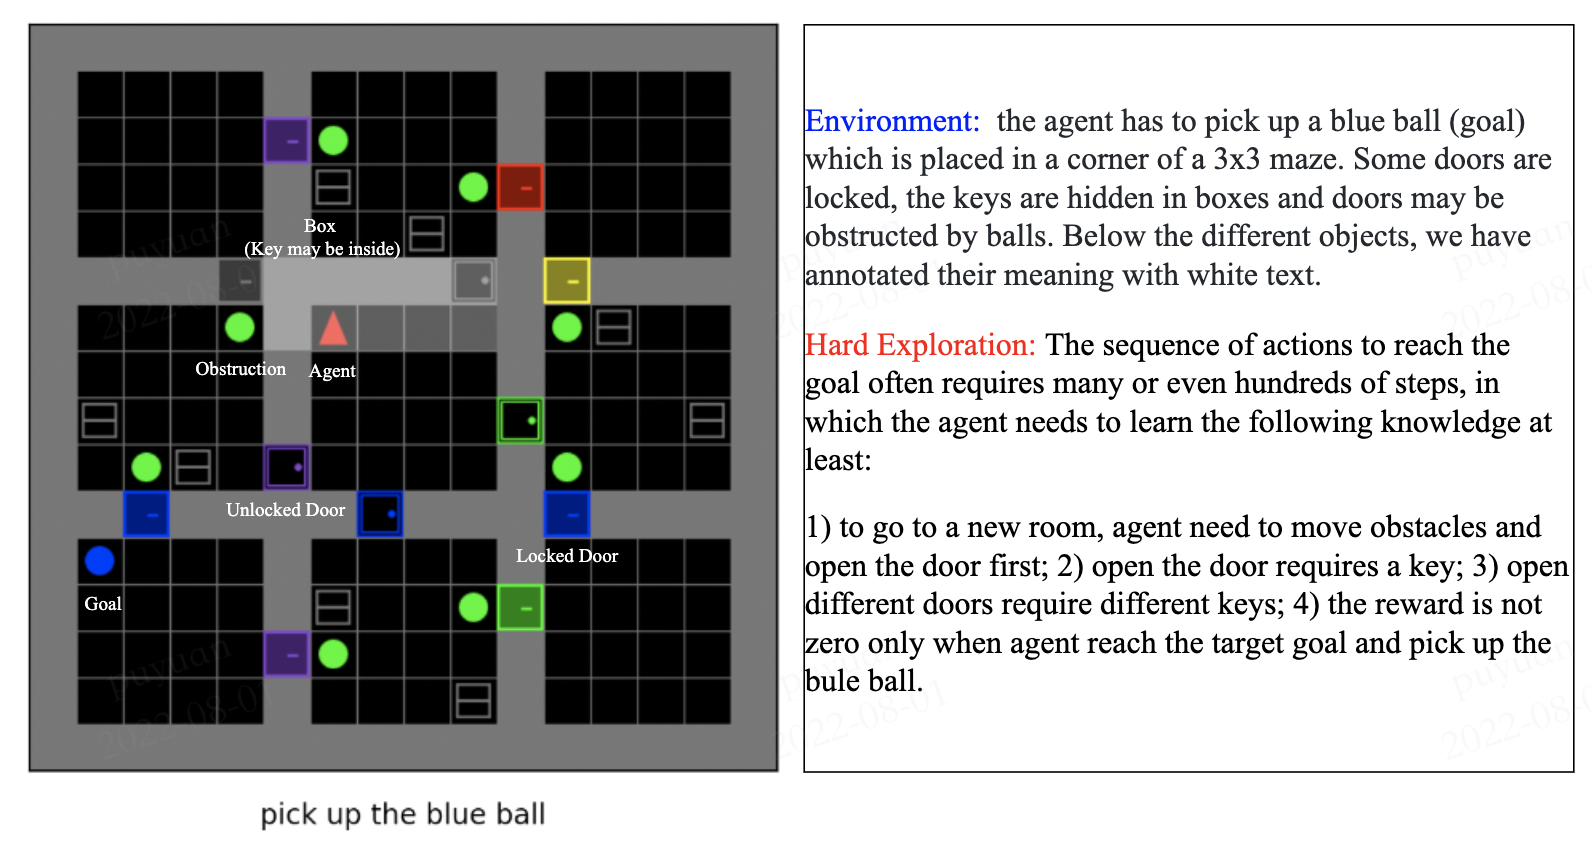 Box
(Key may be inside)
Obstruction
Agent
Unlocked Door
Locked Door
Goal
pick up the blue ball
Environment: the agent has to pick up a blue ball (goal)
which is placed in a corner of a 3x3 maze. Some doors are
locked, the keys are hidden in boxes and doors may be
obstructed by balls. Below the different objects, we have
annotated their meaning with white text.
Hard Exploration: The sequence of actions to reach the
goal often requires many or even hundreds of steps, in
which the agent needs to learn the following knowledge at
least:
1) to go to a new room, agent need to move obstacles and
open the door first; 2) open the door requires a key; 3) open
different doors require different keys; 4) the reward is not
zero only when agent reach the target goal and pick up the
bule ball.
puyuan
2022-08-01